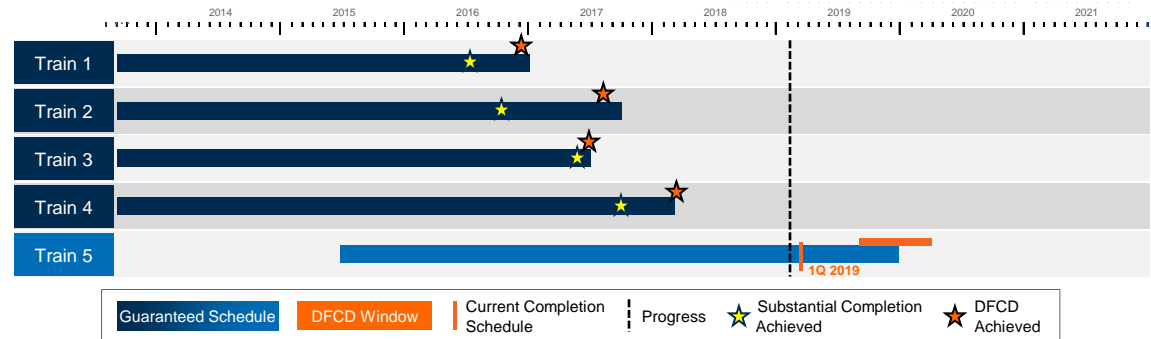 2014 2015 2016 2017 2018 2019 2020 2021
Train 1
Train 2
Train 3
Train 4
Train 5
1Q 2019
Guaranteed Schedule
DFCD Window
Current Completion
Schedule
Progress
Substantial Completion
Achieved
DFCD
Achieved